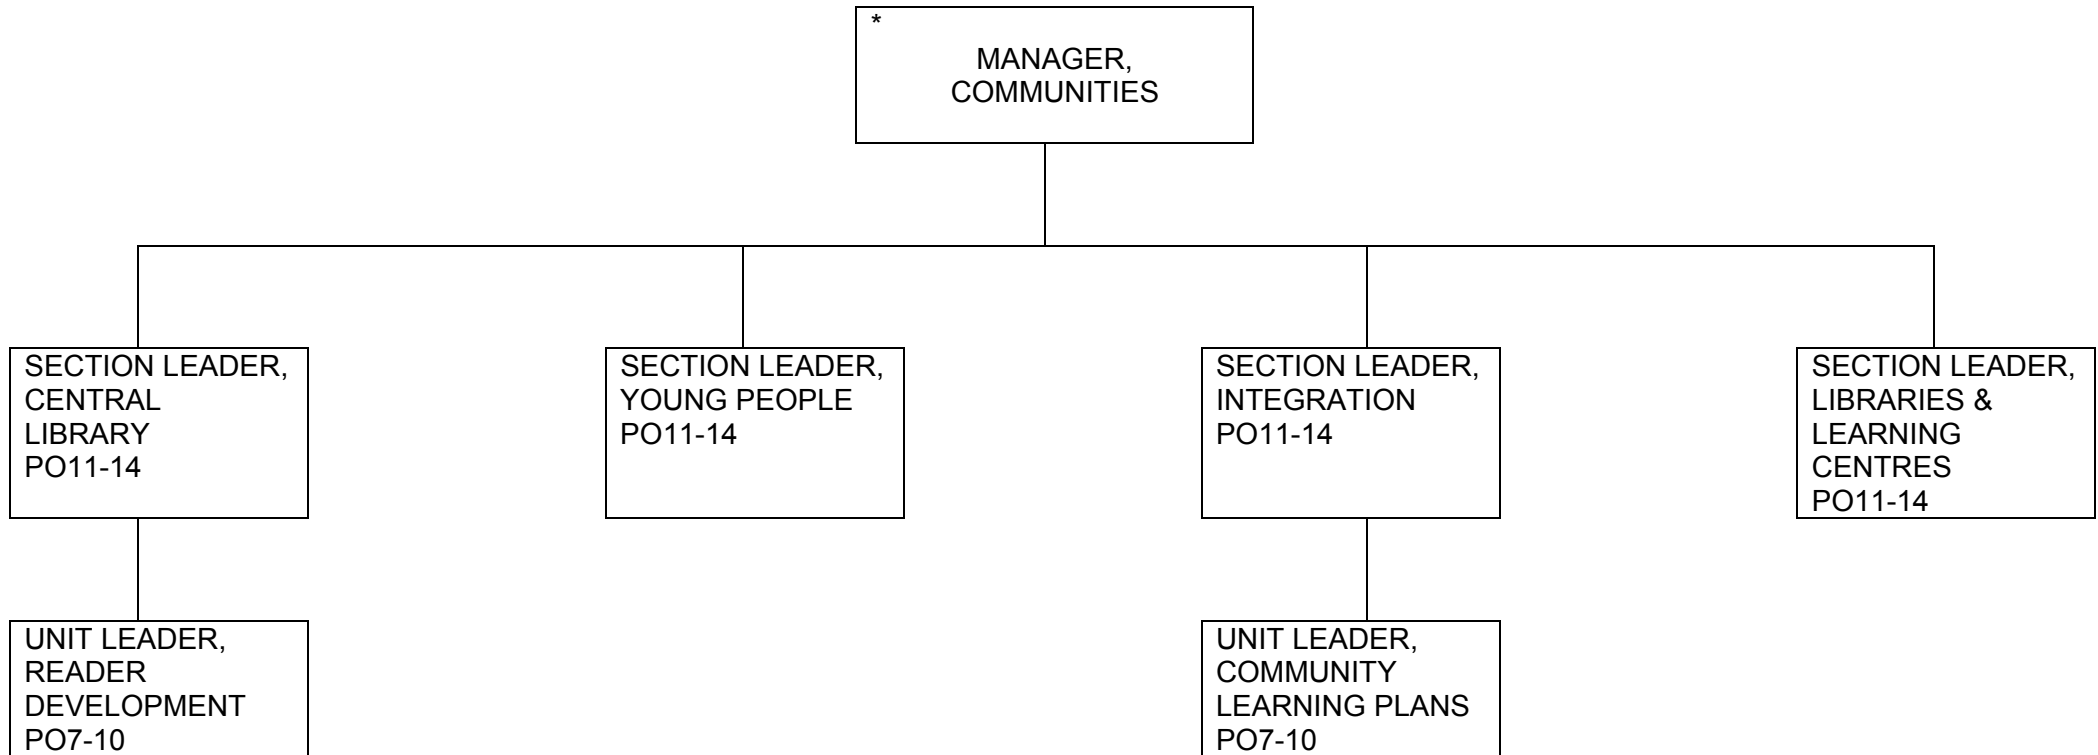 *
MANAGER,
COMMUNITIES
SECTION LEADER,
CENTRAL
LIBRARY
PO11-14
SECTION LEADER,
YOUNG PEOPLE
PO11-14
SECTION LEADER,
INTEGRATION
PO11-14
SECTION LEADER,
LIBRARIES &
LEARNING
CENTRES
PO11-14
UNIT LEADER,
READER
DEVELOPMENT
PO7-10
UNIT LEADER,
COMMUNITY
LEARNING PLANS
PO7-10